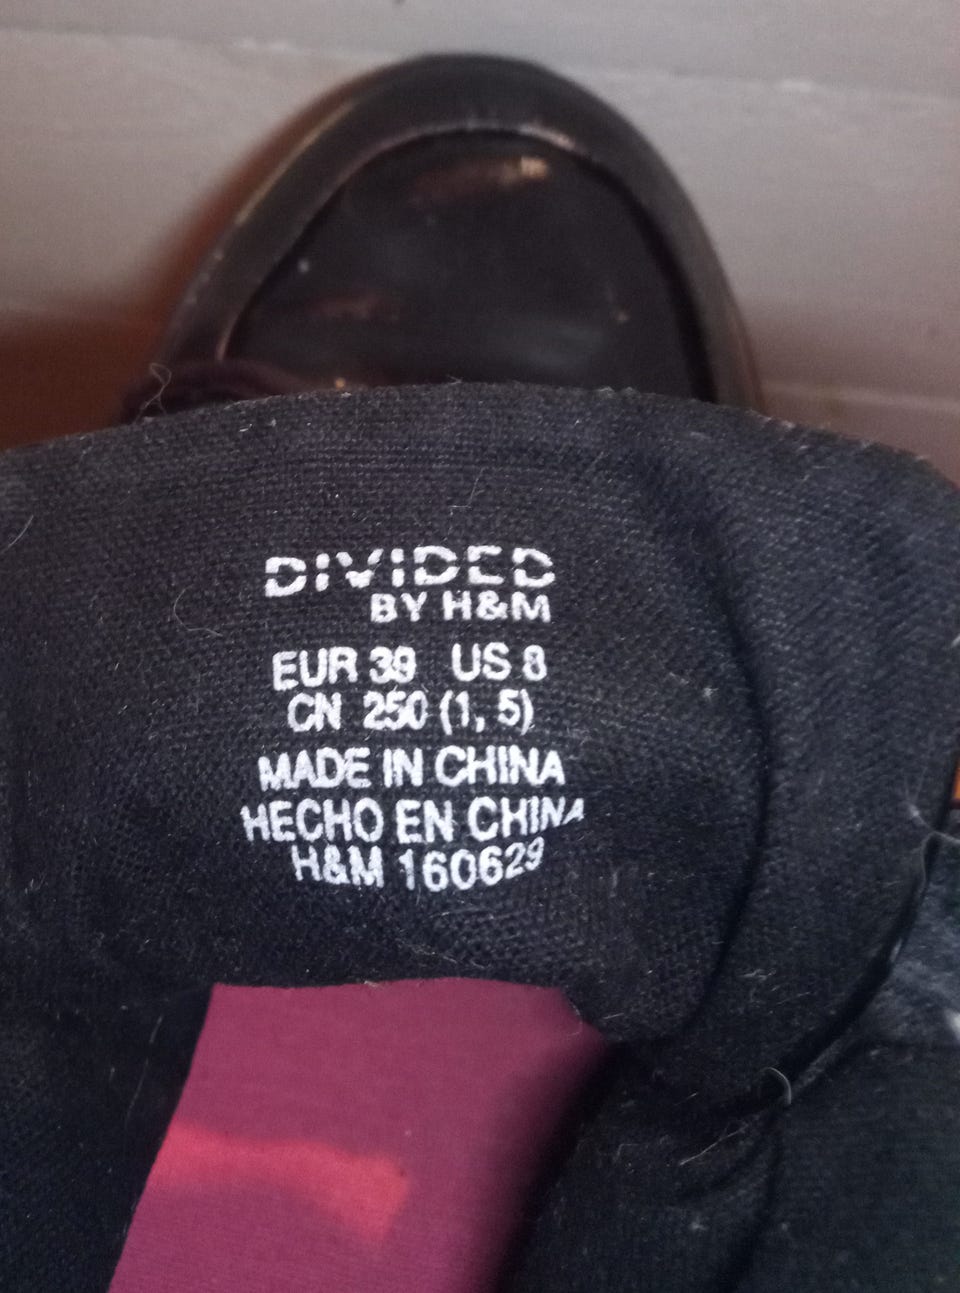 DIVIDED
BY H&M
EUR 39 US 8
CN 250 (1, 5)
MADE IN CHINA
HECHO EN CHINA
H&M 160629